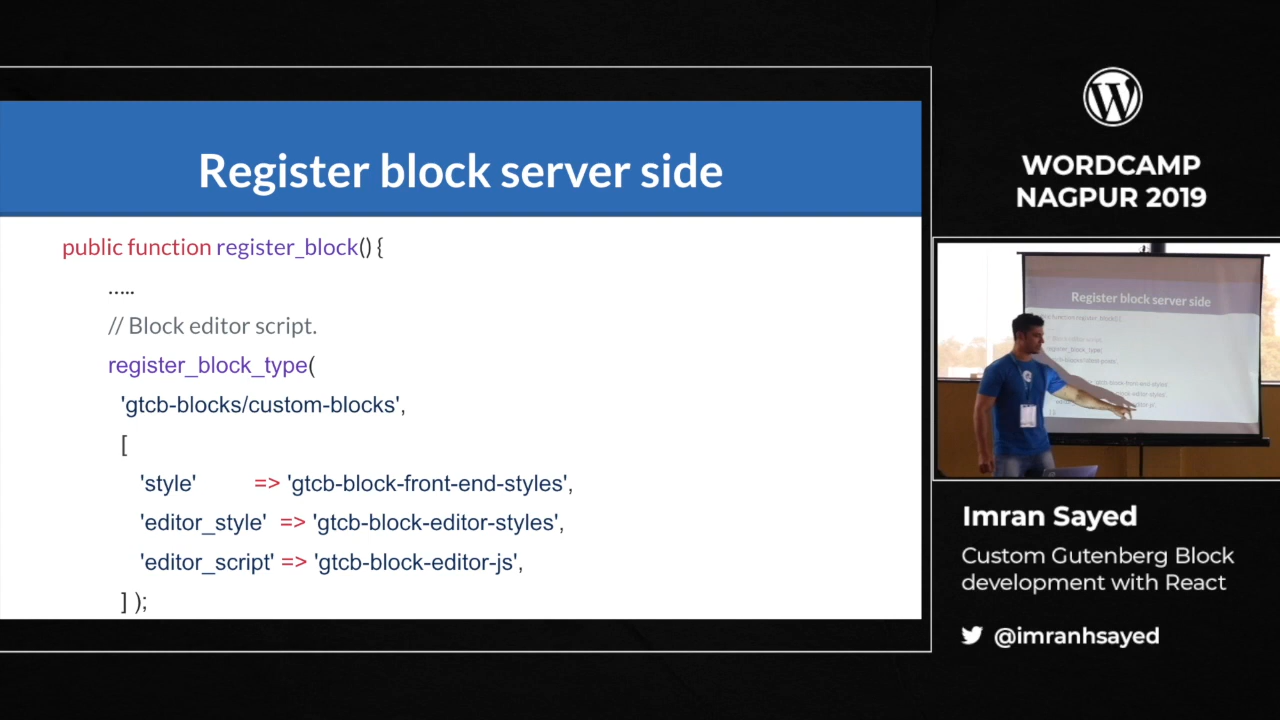 Register block server side
public function register_block() {
…..
// Block editor script.
register_block_type(
'gtcb-blocks/custom-blocks',
[
'style' => 'gtcb-block-front-end-styles',
'editor_style' => 'gtcb-block-editor-styles',
'editor_script' => 'gtcb-block-editor-js',
] );
WORDCAMP
NAGPUR 2019
Register block server side
Imran Sayed
Custom Gutenberg Block
development with React
@imranhsayed